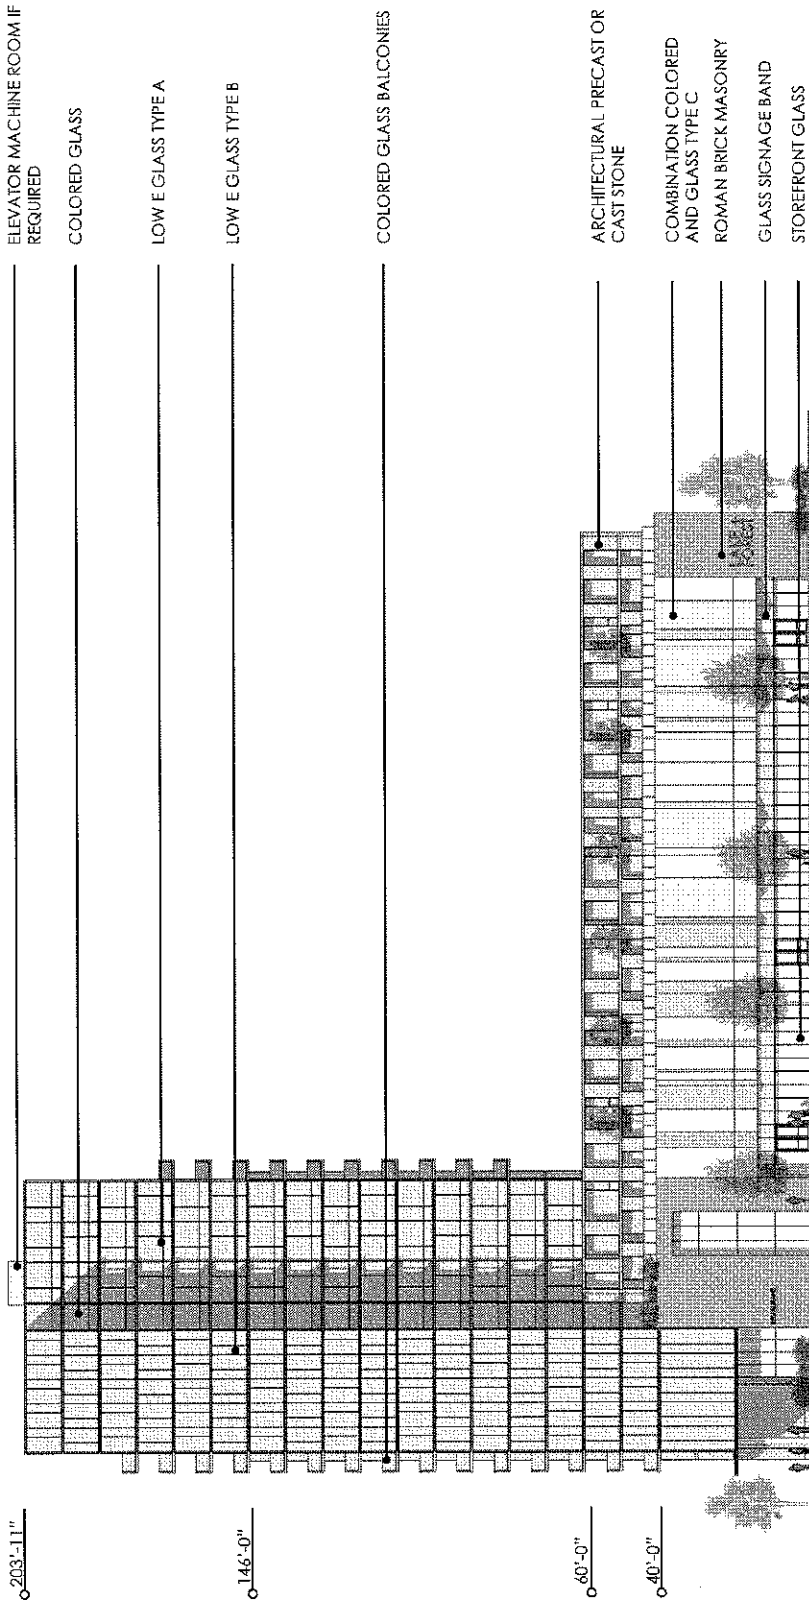 ELEVATOR MACHINE ROOM IF
REQUIRED
COLORED GLASS
LOW E GLASS TYPE A
LOW E GLASS TYPE B
COLORED GLASS BALCONIES
ARCHITECTURAL PRECAST OR
CAST STONE
COMBINATION COLORED
AND GLASS TYPE C
ROMAN BRICK MASONRY
GLASS SIGNAGE BAND
STOREFRONT GLASS
203'-11"
146'-0"
60'-0"
40'-0"
LAKE
FOREST